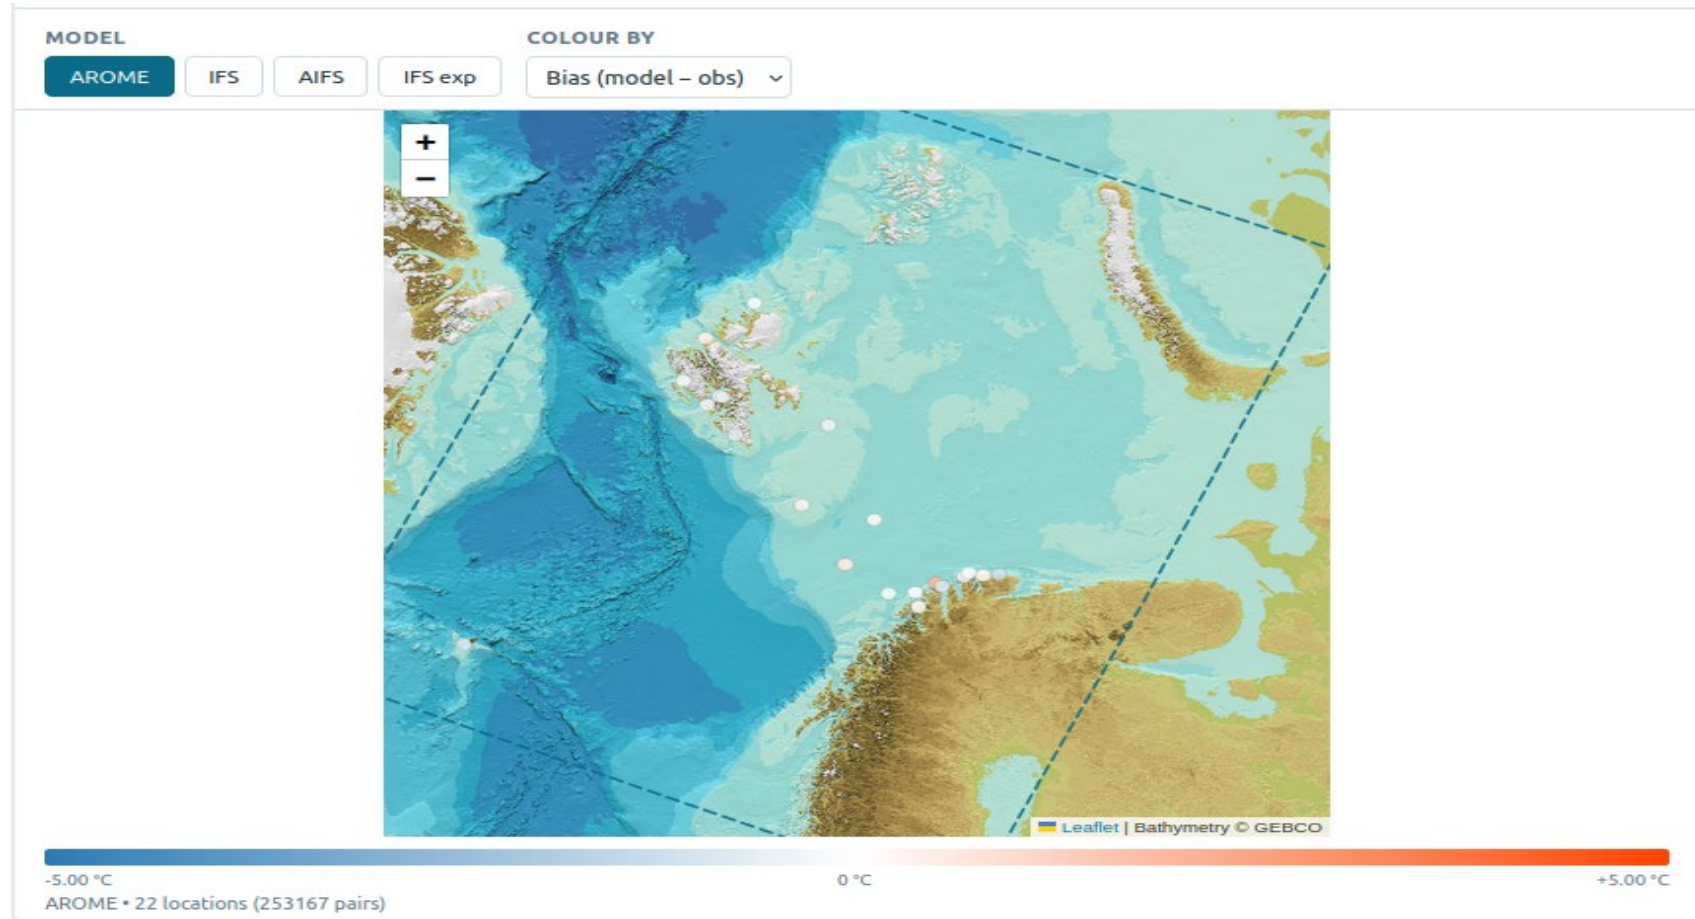 MODEL
COLOUR BY
AROME
IFS
AIFS
IFS exp
Bias (model – obs)
+
−
Leaflet | Bathymetry © GEBCO
-5.00 °C
0 °C
+5.00 °C
AROME • 22 locations (253167 pairs)